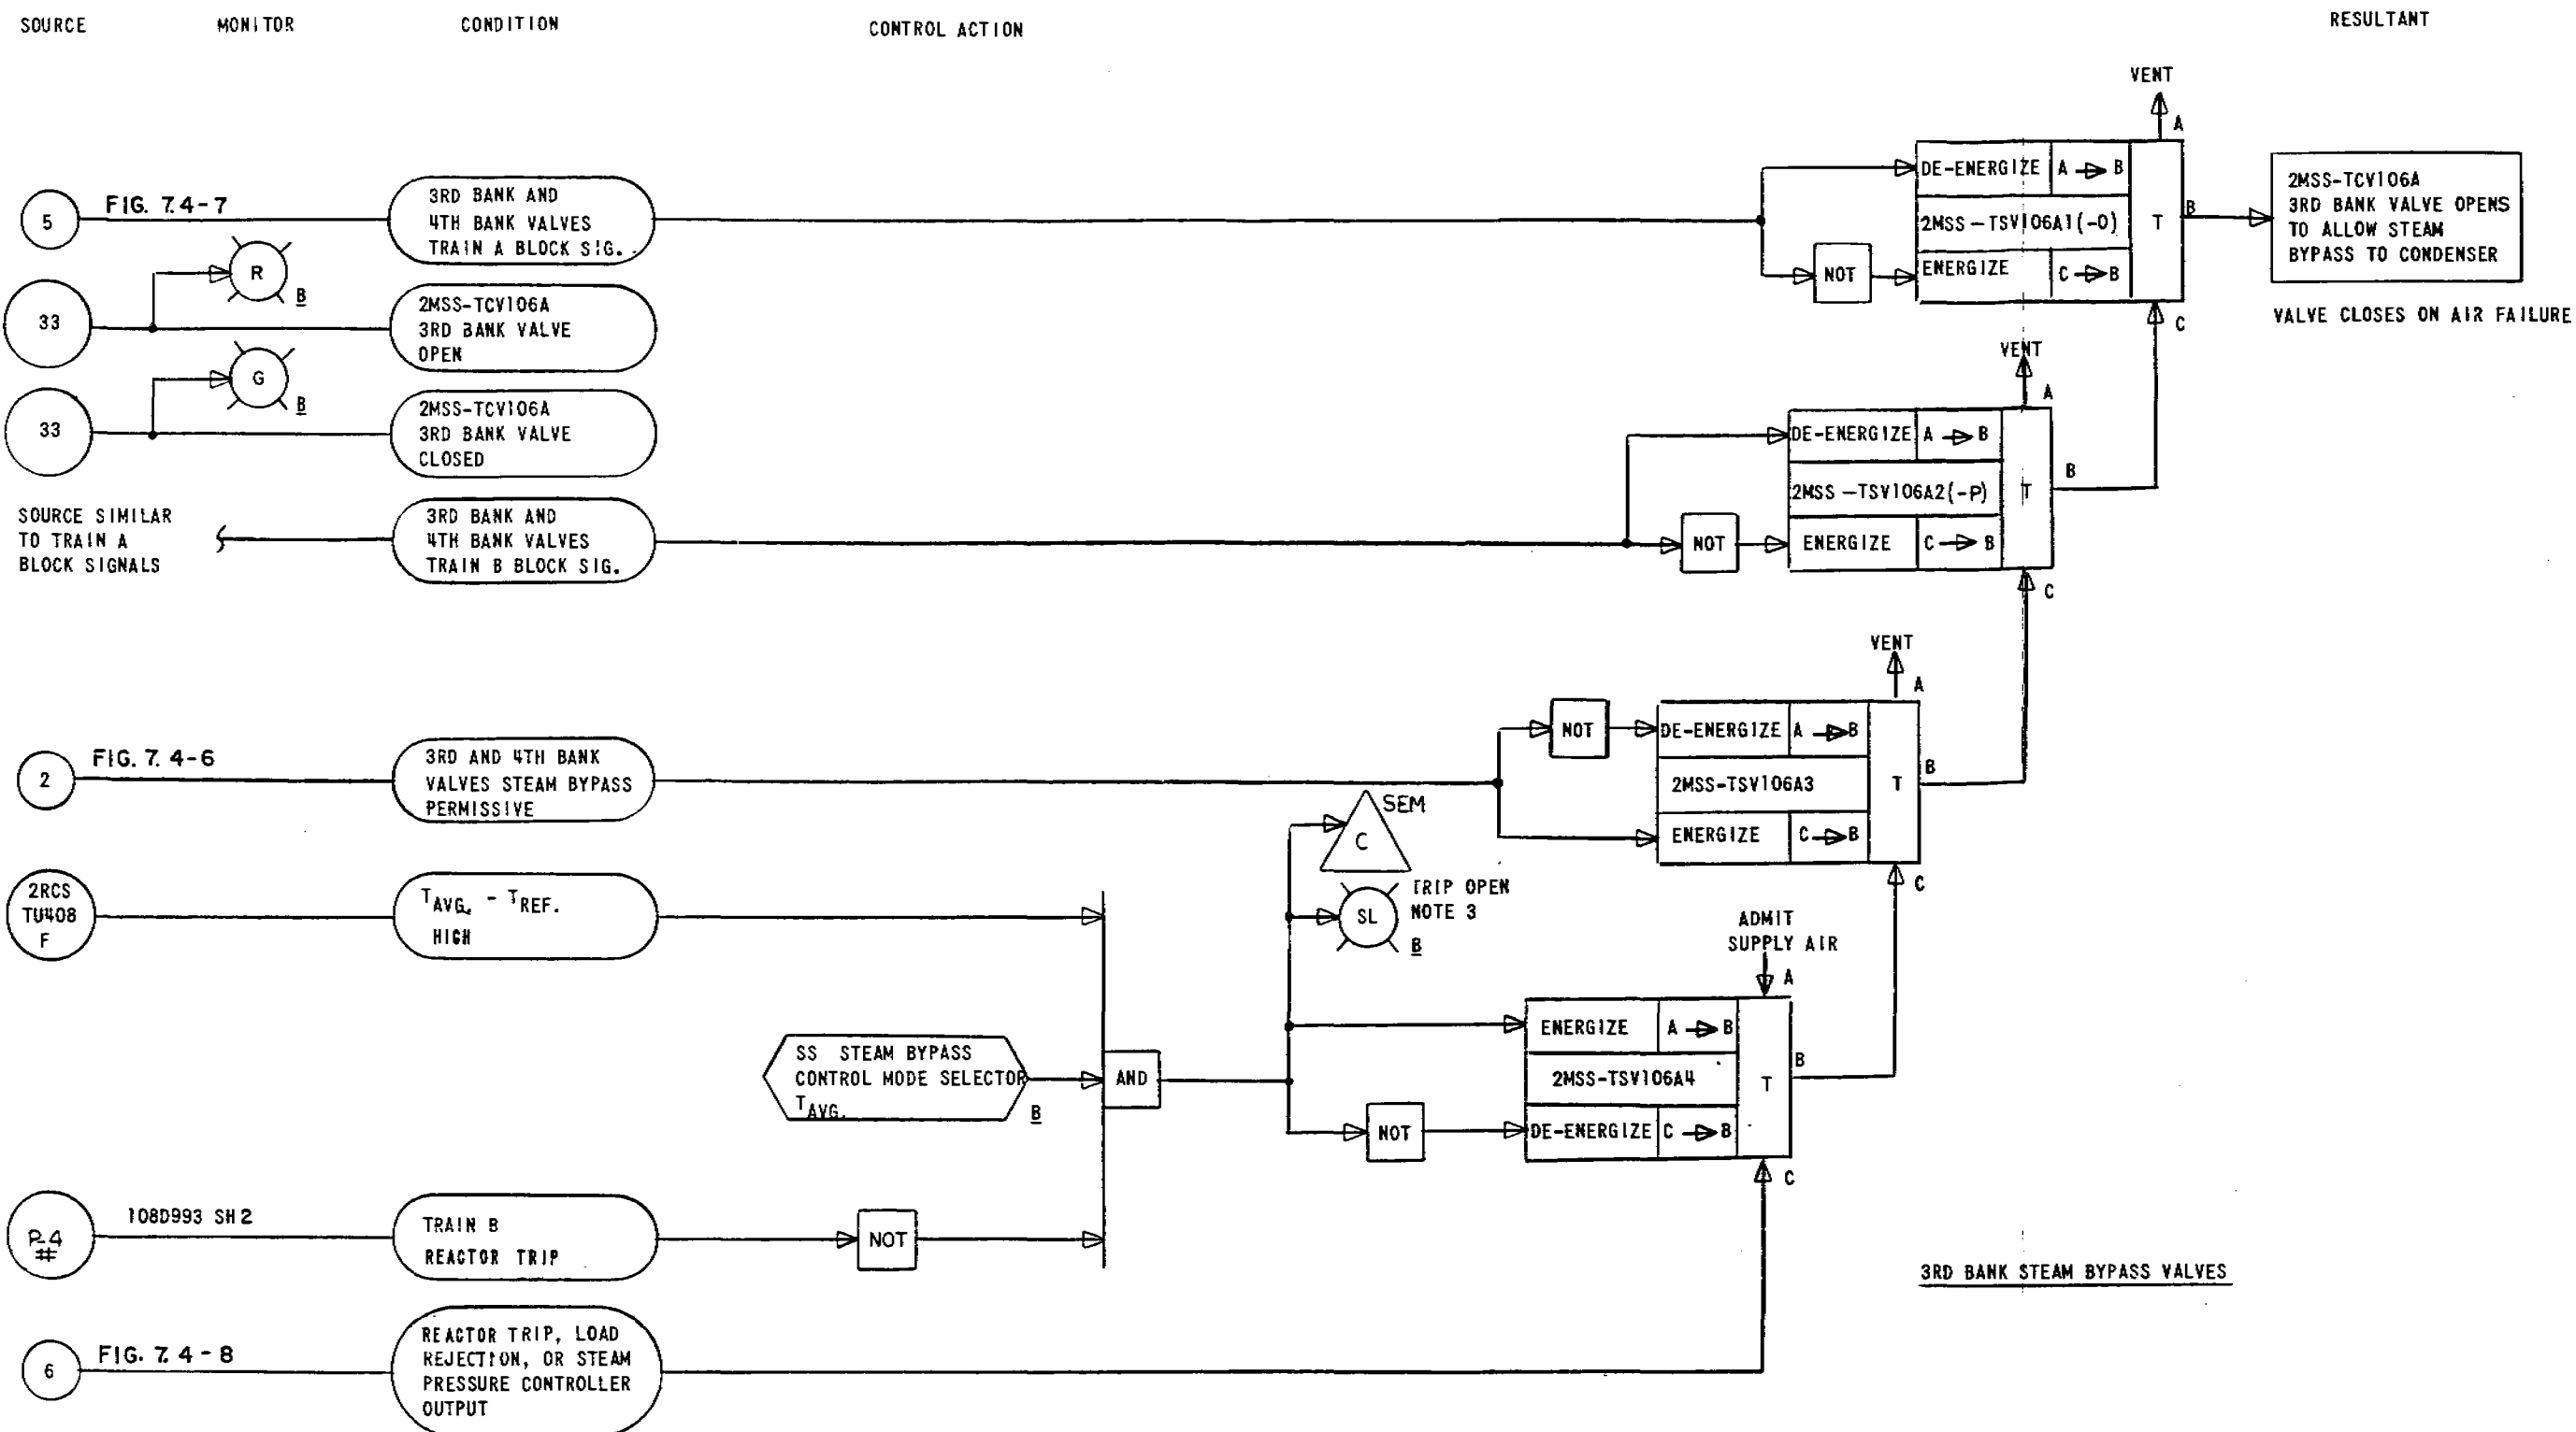 SOURCE
MONITOR
CONDITION
CONTROL ACTION
RESULTANT
VENT
A
5
FIG. 7.4-7
3RD BANK AND
4TH BANK VALVES
TRAIN A BLOCK SIG.
DE-ENERGIZE
A
B
2MSS-TSV106A1(-O)
T
B
NOT
ENERGIZE
C
B
C
2MSS-TCV106A
3RD BANK VALVE OPENS
TO ALLOW STEAM
BYPASS TO CONDENSER
VALVE CLOSES ON AIR FAILURE
R
B
33
2MSS-TCV106A
3RD BANK VALVE
OPEN
G
B
33
2MSS-TCV106A
3RD BANK VALVE
CLOSED
VENT
A
DE-ENERGIZE
A
B
2MSS-TSV106A2(-P)
T
B
NOT
ENERGIZE
C
B
C
SOURCE SIMILAR
TO TRAIN A
BLOCK SIGNALS
3RD BANK AND
4TH BANK VALVES
TRAIN B BLOCK SIG.
VENT
A
2
FIG. 7.4-6
3RD AND 4TH BANK
VALVES STEAM BYPASS
PERMISSIVE
NOT
DE-ENERGIZE
A
B
2MSS-TSV106A3
T
B
ENERGIZE
C
B
C
SEM
C
2RCS
TU408
F
TAVG. - TREF.
HIGH
SL
TRIP OPEN
NOTE 3
B
ADMIT
SUPPLY AIR
A
SS STEAM BYPASS
CONTROL MODE SELECTOR
TAVG.
B
AND
ENERGIZE
A
B
2MSS-TSV106A4
T
B
NOT
DE-ENERGIZE
C
B
C
P-4
#
108D993 SH2
TRAIN B
REACTOR TRIP
NOT
3RD BANK STEAM BYPASS VALVES
6
FIG. 7.4-8
REACTOR TRIP, LOAD
REJECTION, OR STEAM
PRESSURE CONTROLLER
OUTPUT